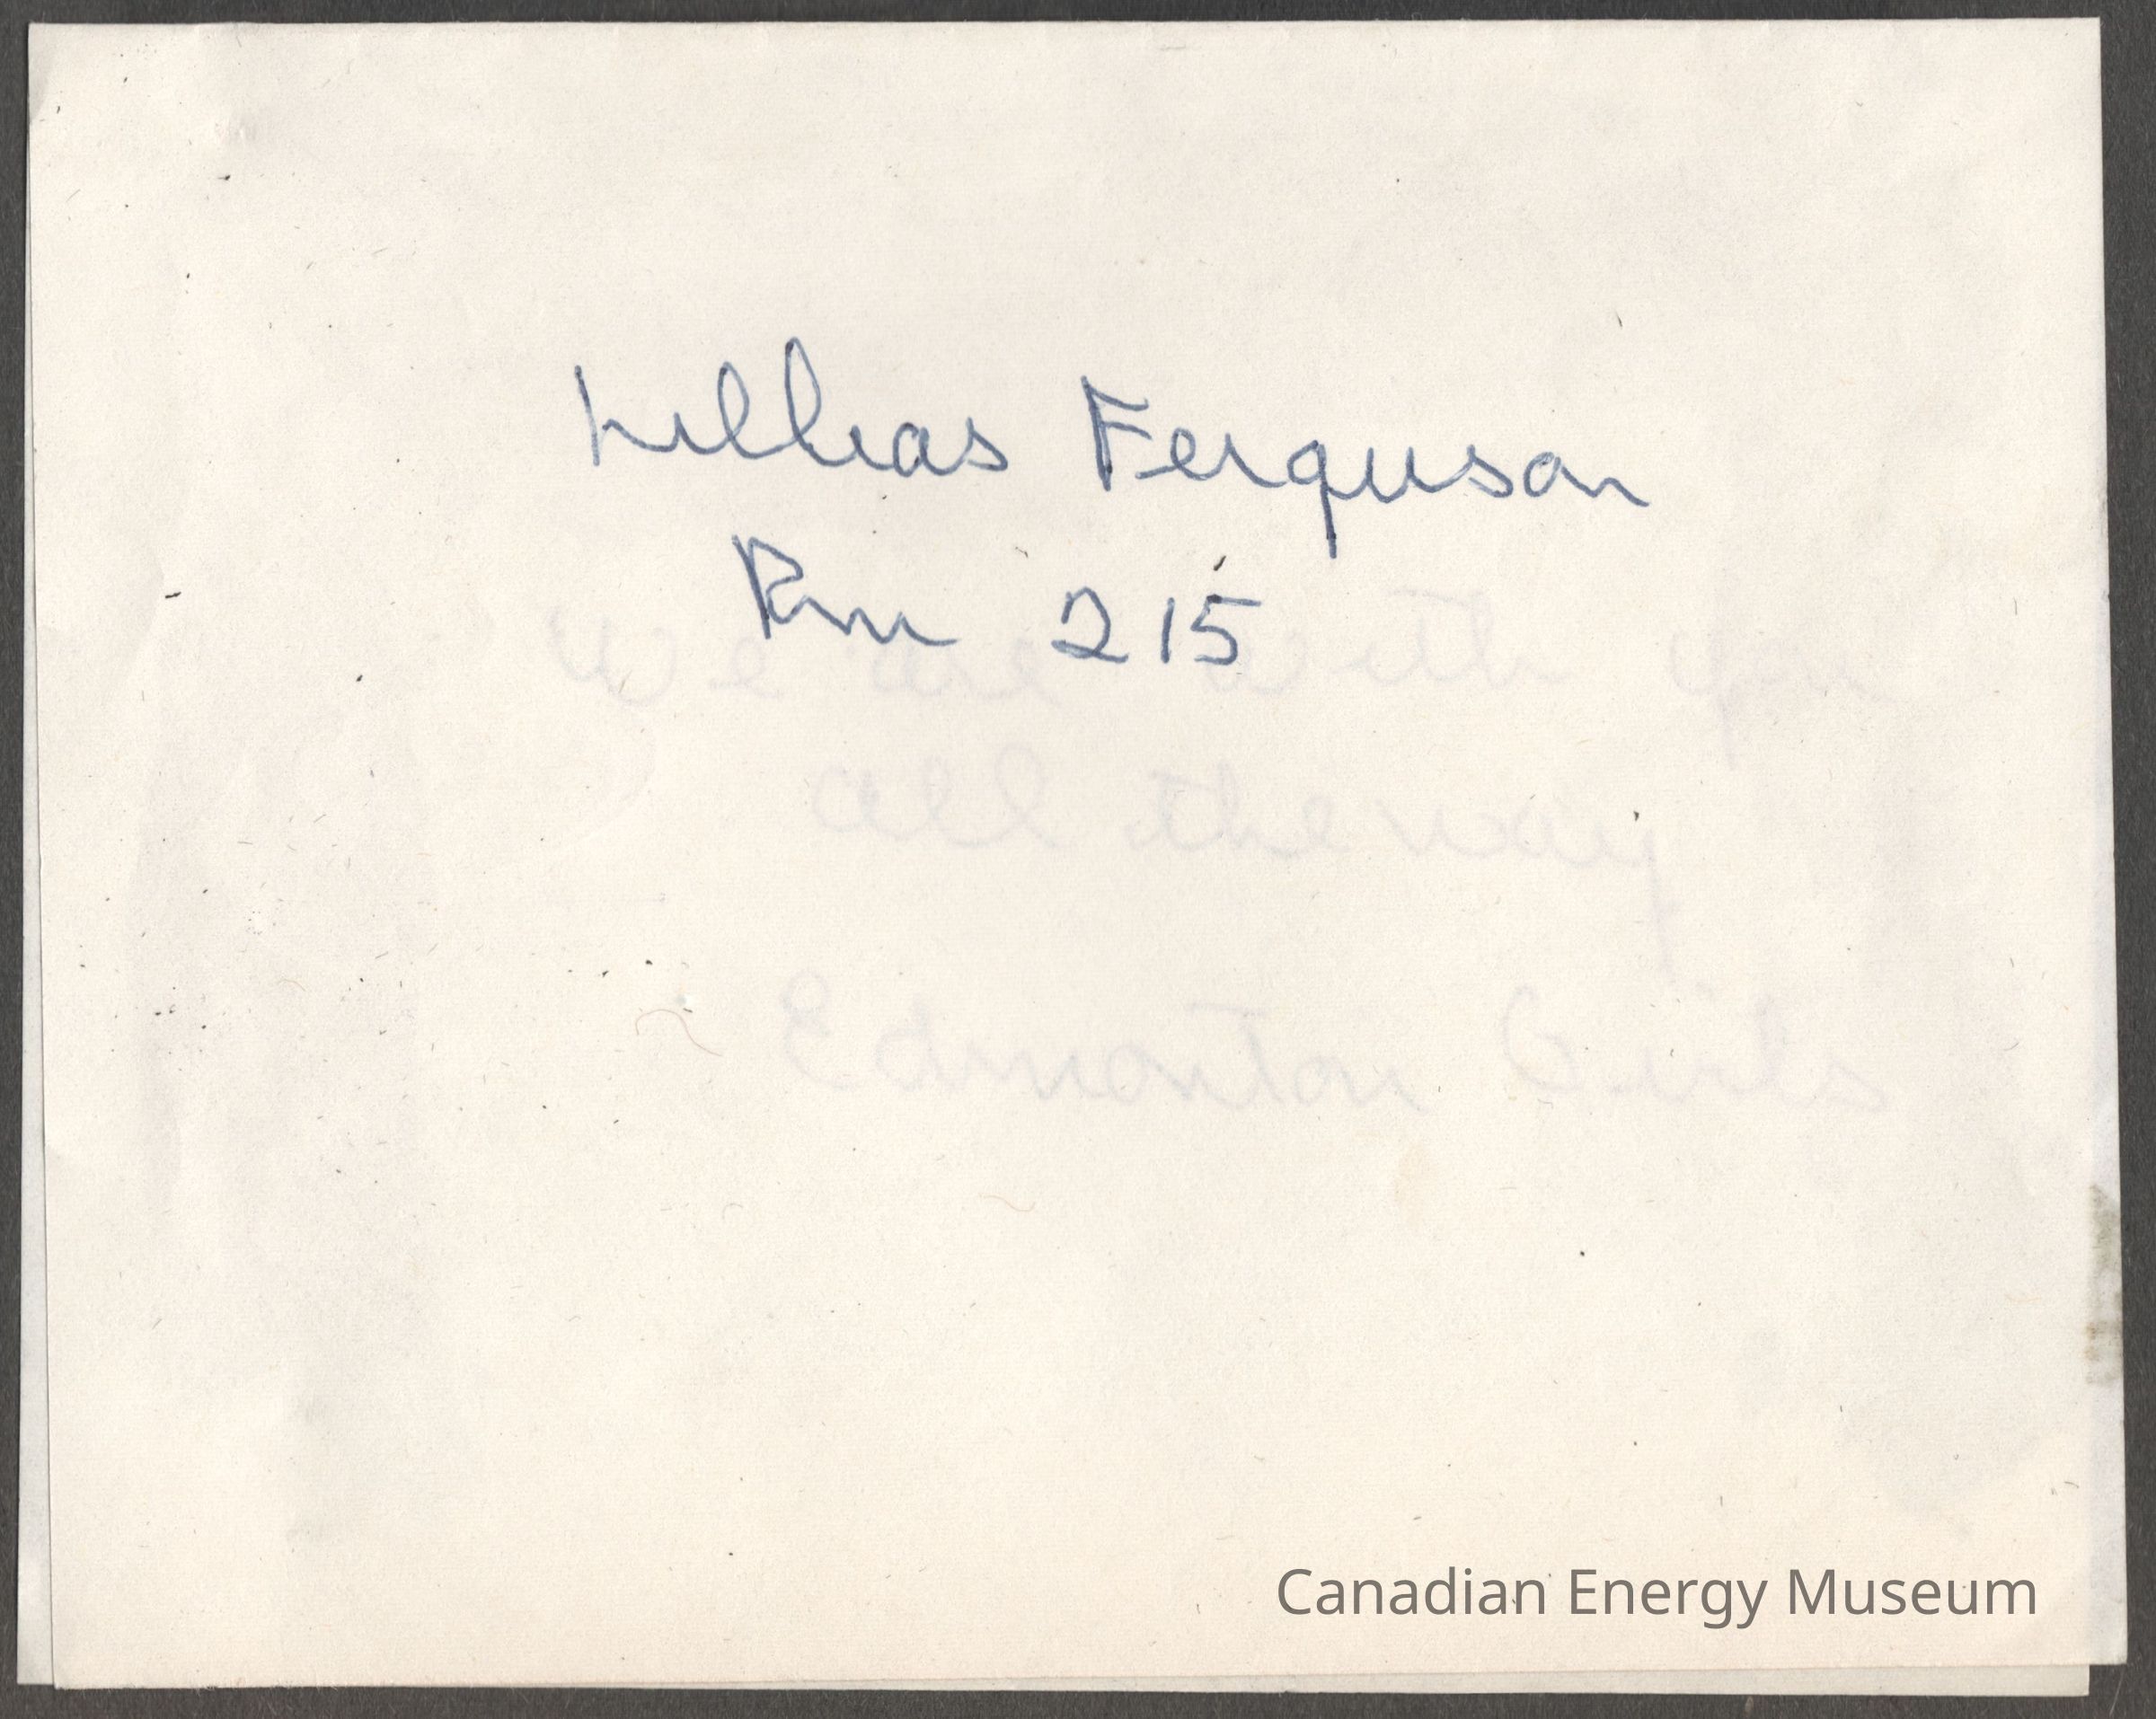 Lillias Ferguson
Rm 215
We are with you
all the way
Edmonton Girls
Canadian Energy Museum